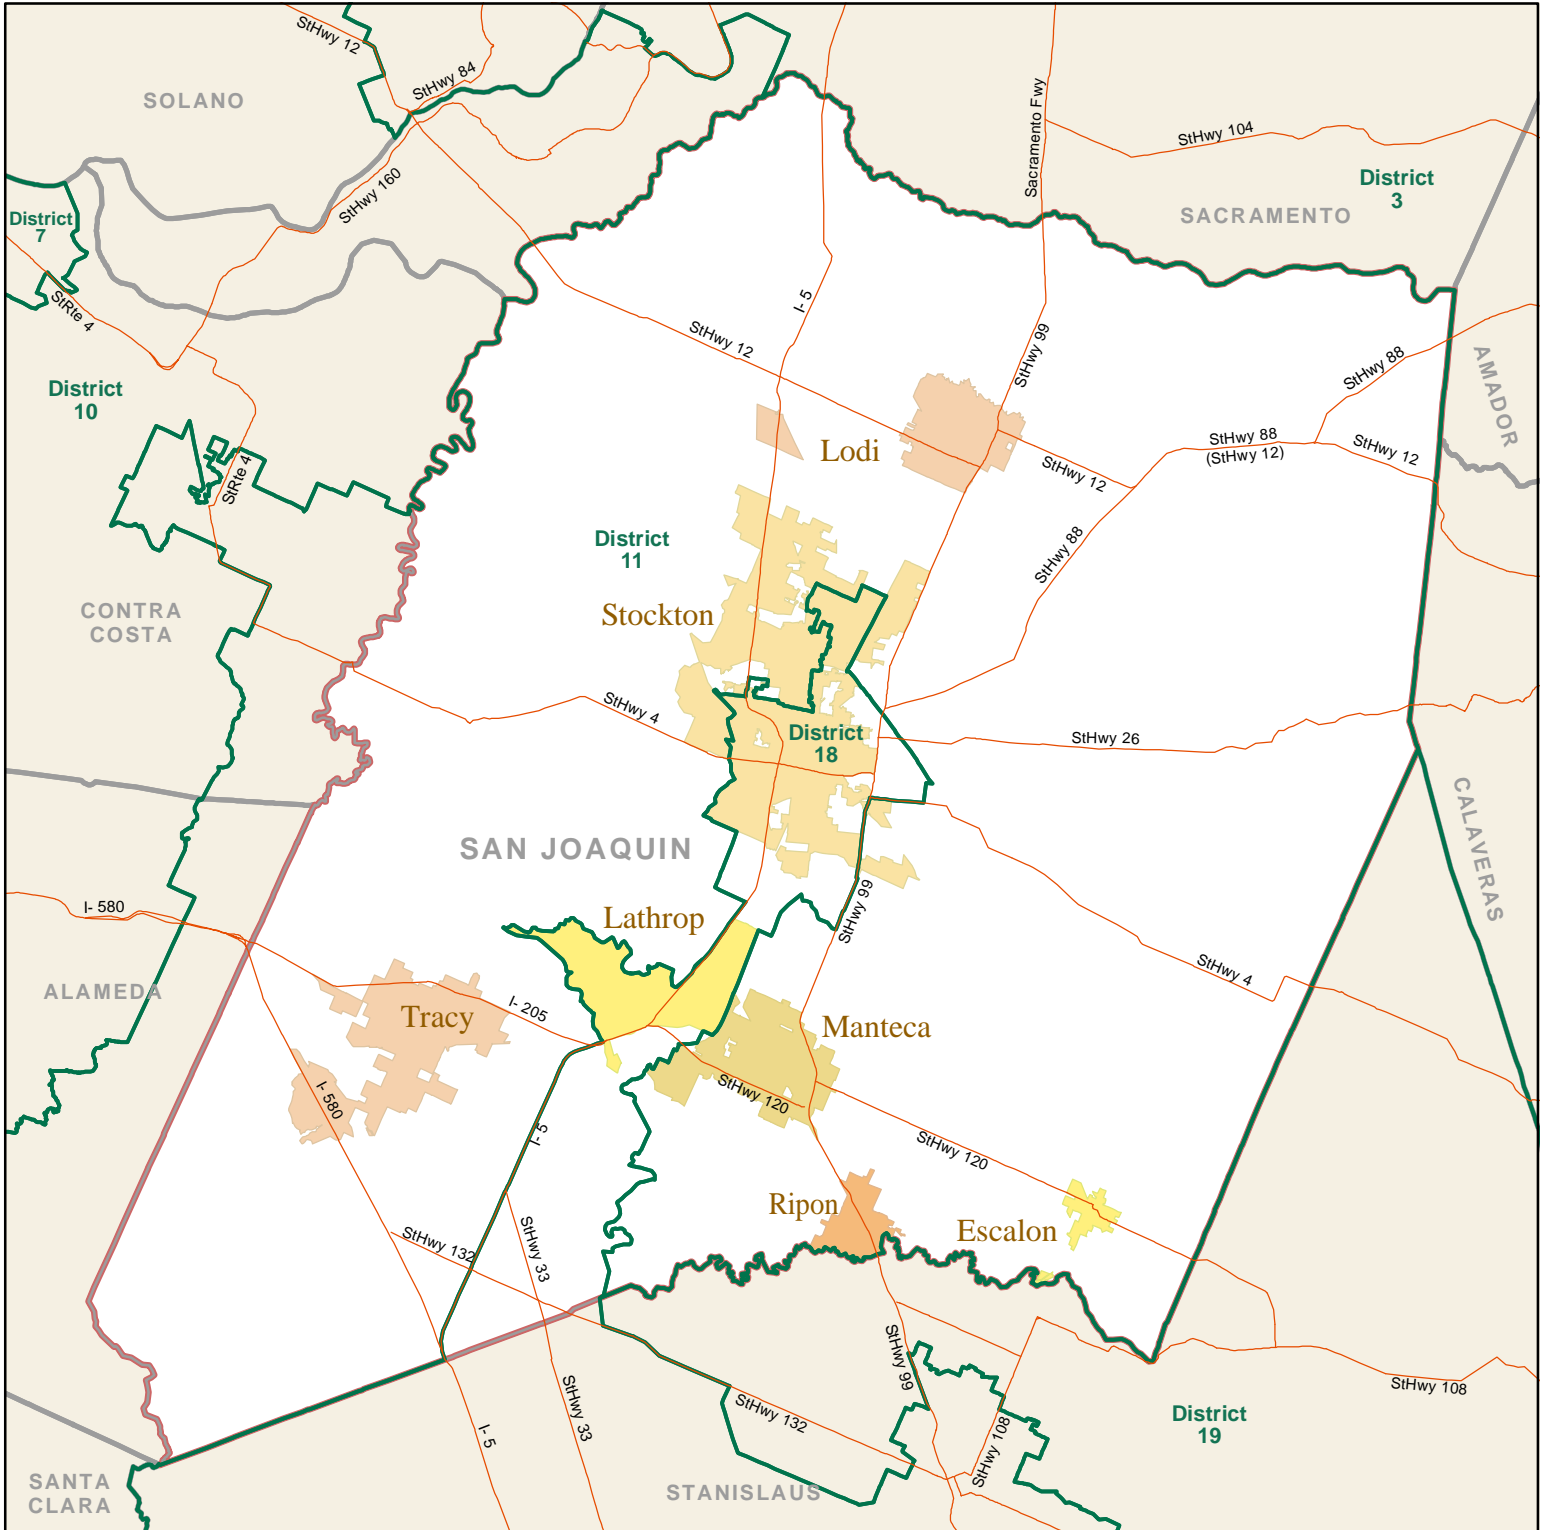 StHwy 12
StHwy 84
SOLANO
Sacramento Fwy
StHwy 104
District
3
SACRAMENTO
StHwy 160
District
7
StRte 4
I- 5
StHwy 12
StHwy 99
StHwy 88
AMADOR
District
10
Lodi
StHwy 88
(StHwy 12)
StHwy 12
StHwy 12
StRte 4
District
11
StHwy 88
CONTRA
COSTA
Stockton
StHwy 4
District
18
StHwy 26
CALAVERAS
SAN JOAQUIN
I- 580
Lathrop
StHwy 99
StHwy 4
ALAMEDA
I- 205
Tracy
Manteca
I- 580
StHwy 120
I- 5
StHwy 120
Ripon
Escalon
StHwy 132
StHwy 33
StHwy 99
StHwy 108
StHwy 33
StHwy 132
District
19
I- 5
StHwy 108
SANTA
CLARA
STANISLAUS